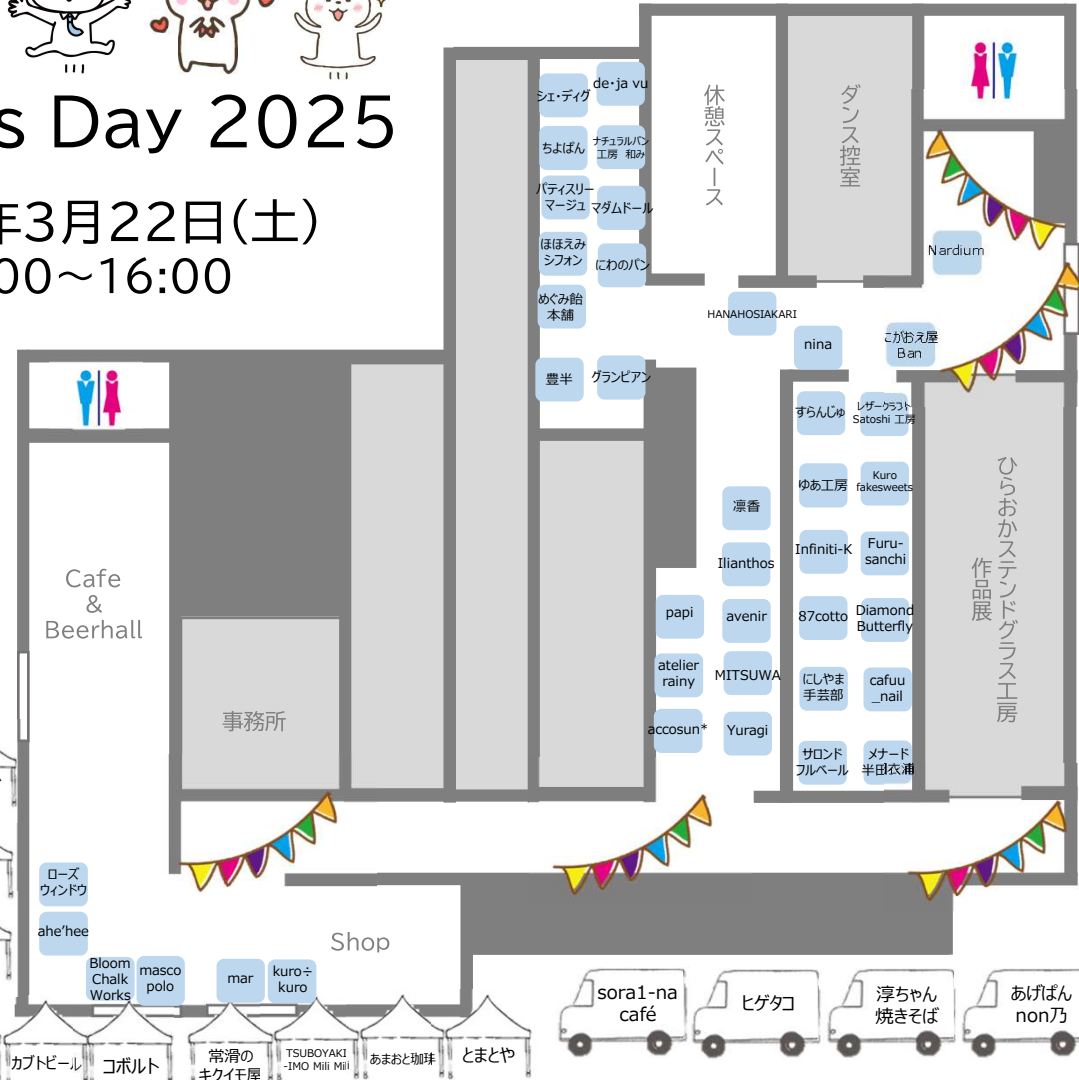 s Day 2025
年3月22日(土)
00～16:00
シェ・ディグ
de・ja vu
ちよぱん
ナチュラルパン
工房 和み
パティスリー
マージュ
マダムドール
ほほえみ
シフォン
にわのパン
めぐみ飴
本舗
豊半
グランピアン
休憩スペース
ダンス控室
Nardium
HANAHOSIAKARI
nina
こがおえ屋
Ban
すらんじゅ
レザークラフト
Satoshi 工房
ゆあ工房
Kuro
fakesweets
Infiniti-K
Furu-
sanchi
87cotto
Diamond
Butterfly
にしやま
手芸部
cafuu
_nail
サロンド
フルベール
メナード
ひらおかステンドグラス工房
作品展
凛香
Ilianthos
papi
avenir
atelier
rainy
MITSUWA
accosun*
Yuragi
Cafe
&
Beerhall
事務所
ローズ
ウィンドウ
ahe'hee
Bloom
Chalk
Works
masco
polo
mar
kuro÷
kuro
Shop
カブトビール
コボルト
常滑の
キクイモ屋
TSUBOYAKI
-IMO Mili Mili
あまおと珈琲
とまとや
sora1-na
café
ヒゲタコ
淳ちゃん
焼きそば
あげぱん
non乃